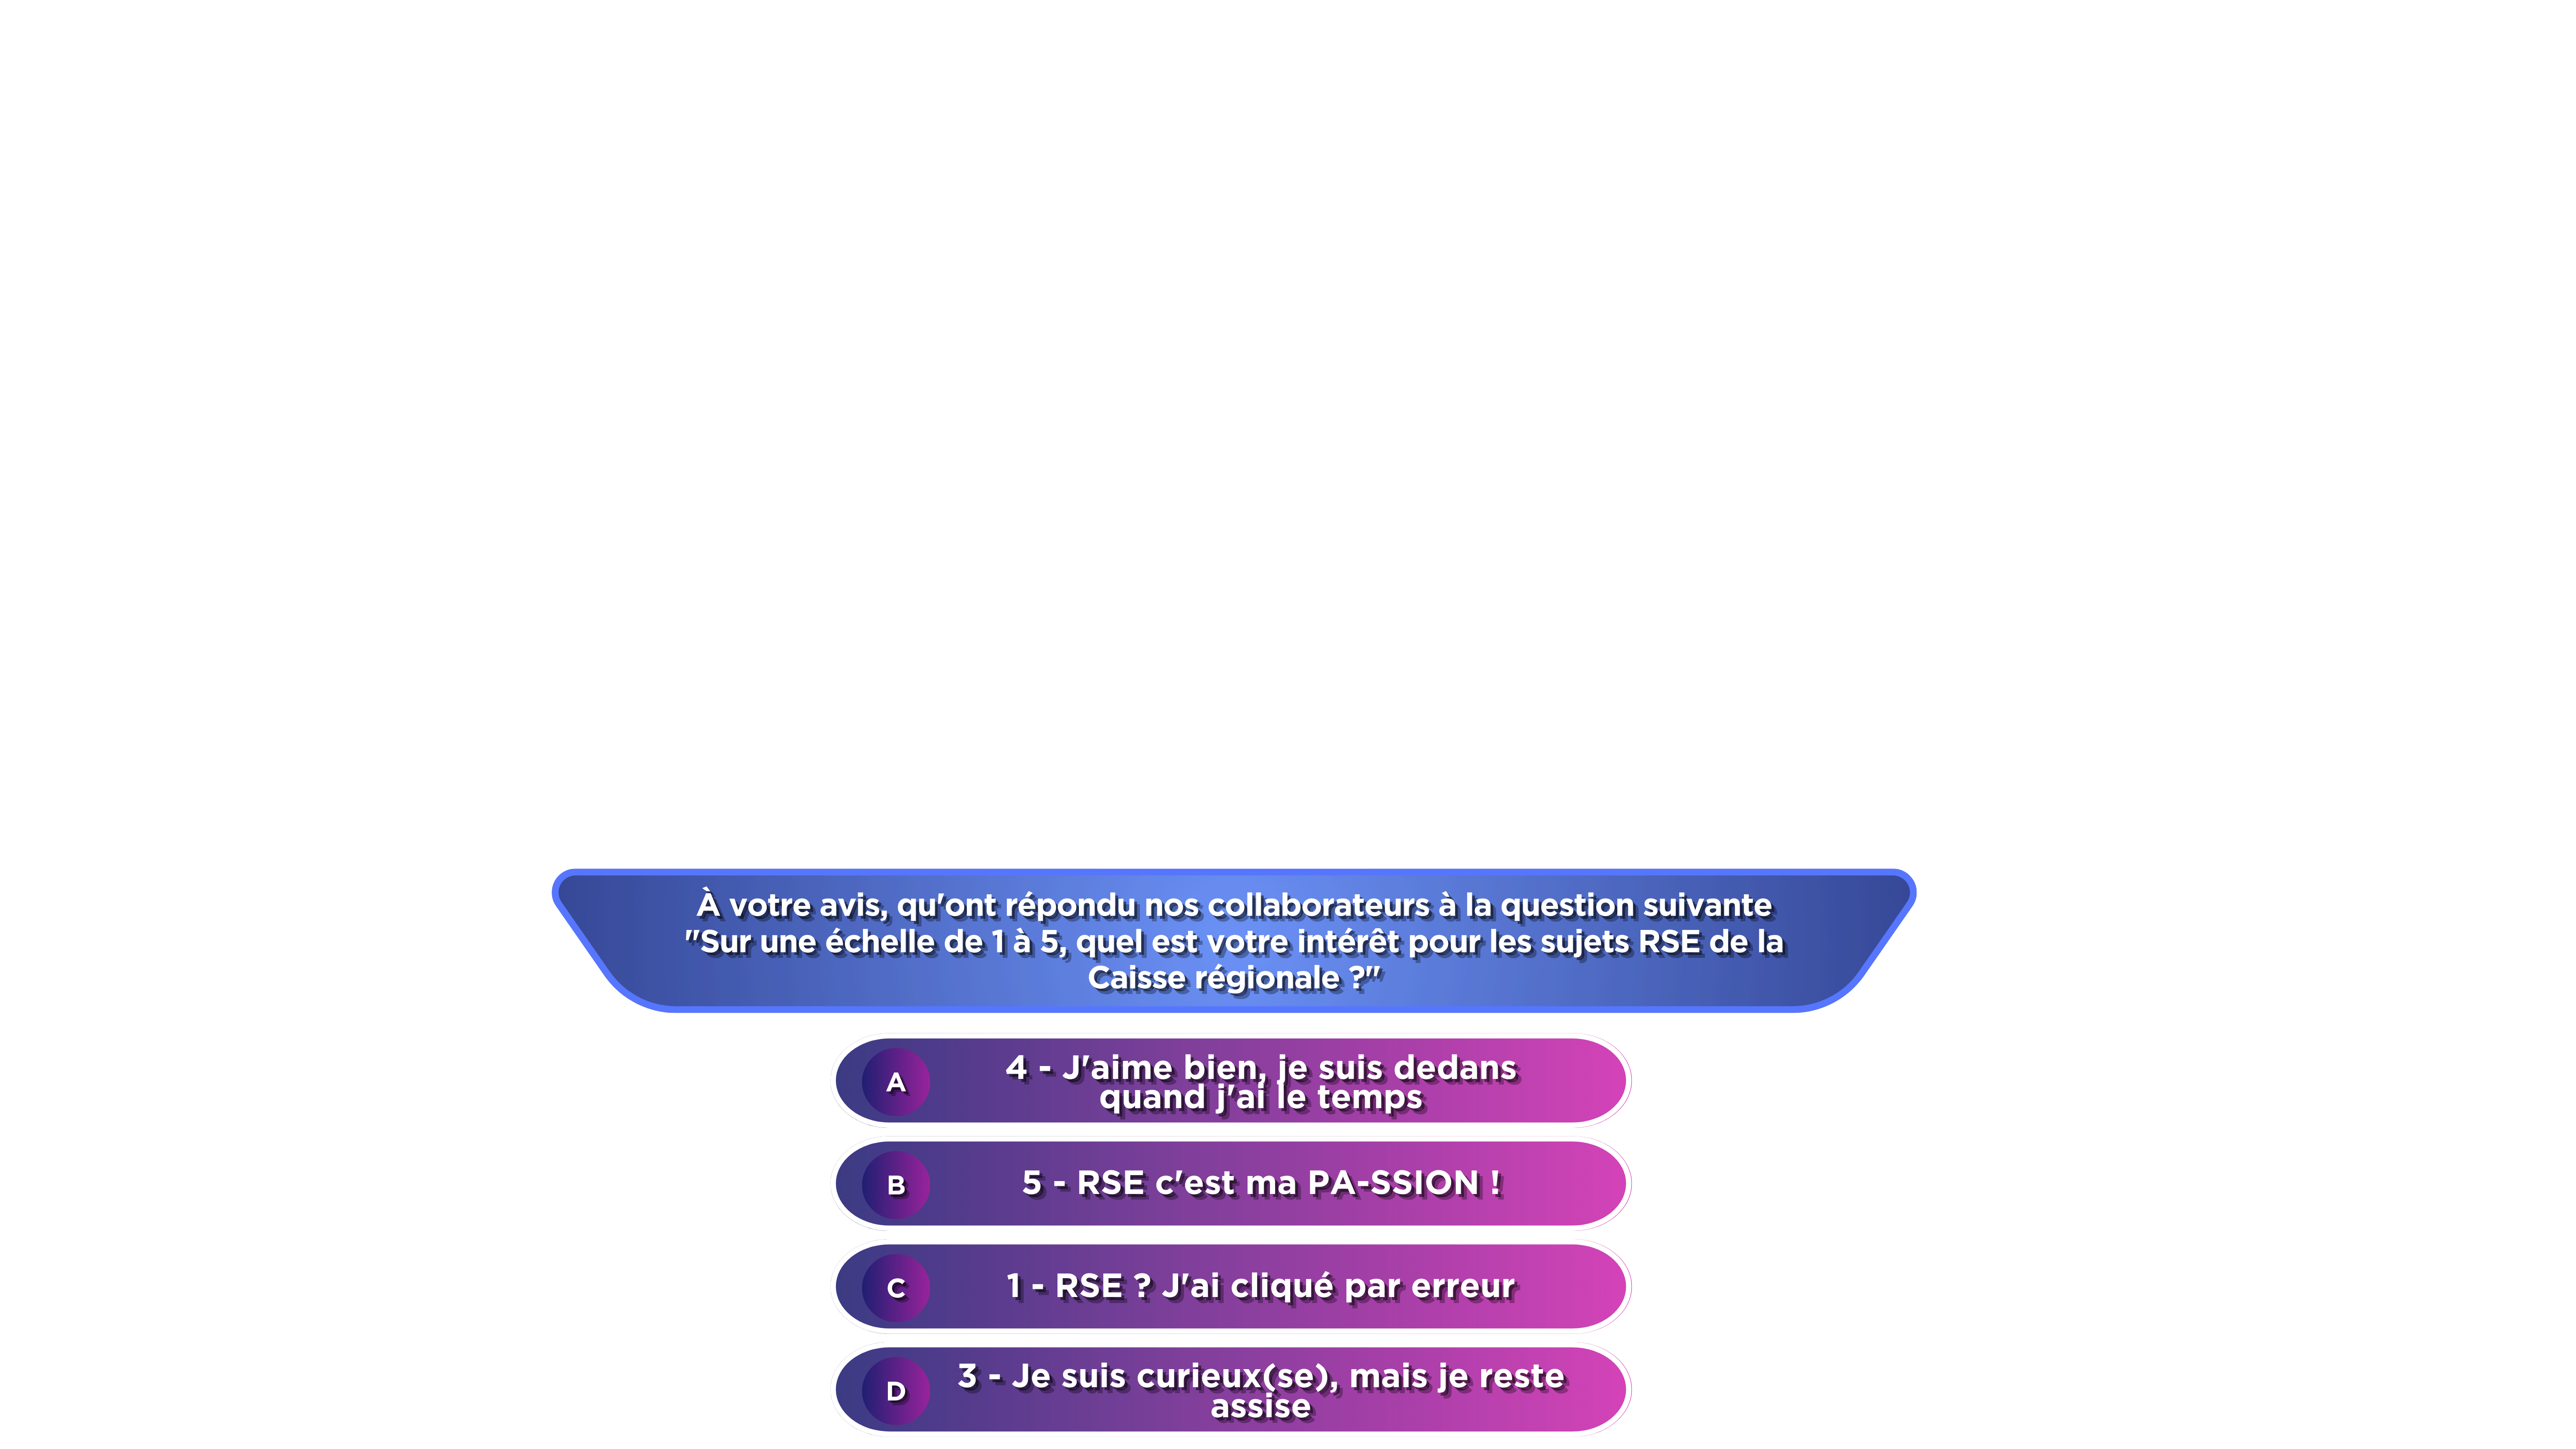 À votre avis, qu'ont répondu nos collaborateurs à la question suivante
"Sur une échelle de 1 à 5, quel est votre intérêt pour les sujets RSE de la
Caisse régionale ?"
A
4 - J'aime bien, je suis dedans
quand j'ai le temps
B
5 - RSE c'est ma PA-SSION !
C
1 - RSE ? J'ai cliqué par erreur
D
3 - Je suis curieux(se), mais je reste
assise